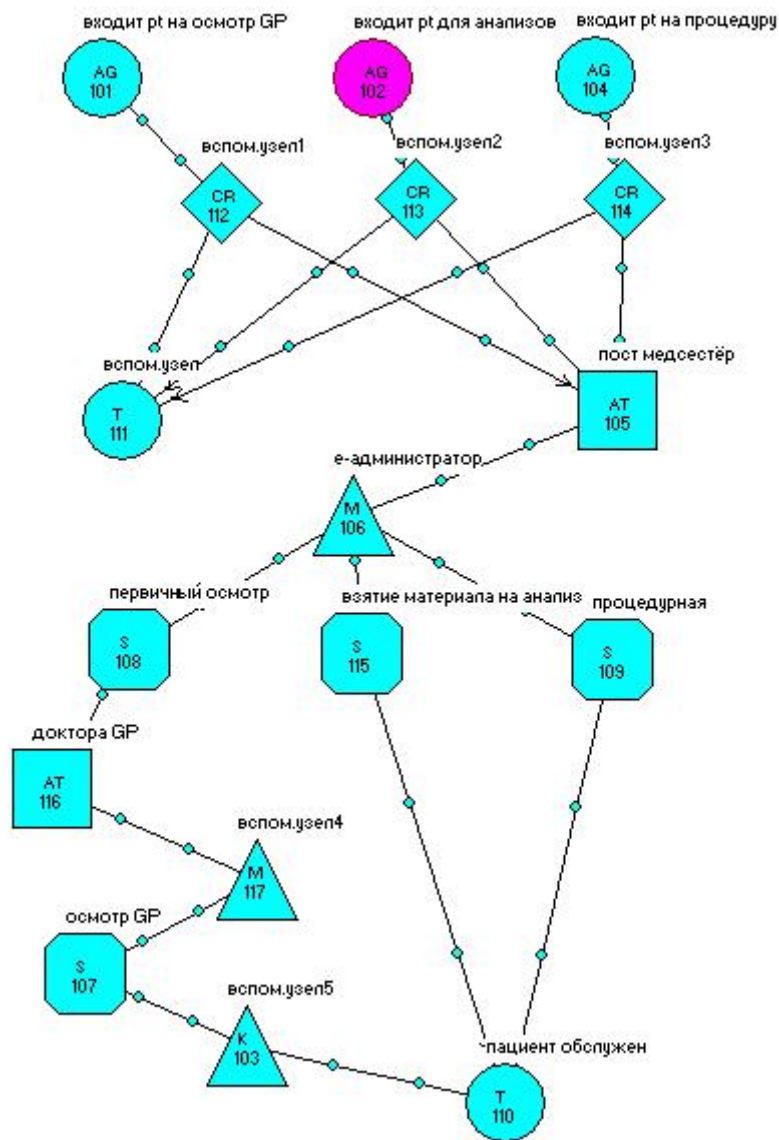 входит pt на осмотр GP
входит pt для анализов
входит pt на процедуру
AG
101
AG
102
AG
104
вспом.узел1
вспом.узел2
вспом.узел3
CR
112
CR
113
CR
114
вспом.узел
пост медсестёр
T
111
AT
105
е-администратор
M
106
первичный осмотр
взятие материала на анализ
процедурная
S
108
S
115
S
109
доктора GP
AT
116
вспом.узел4
M
117
осмотр GP
S
107
вспом.узел5
K
103
пациент обслужен
T
110